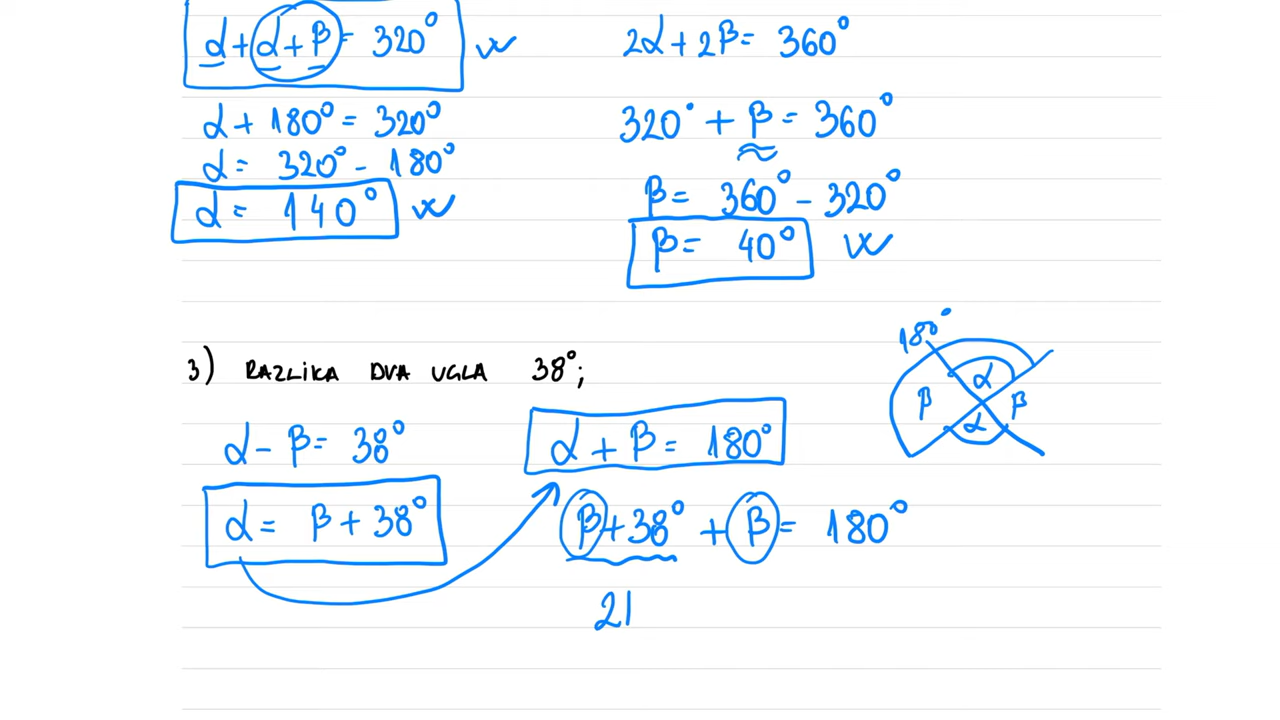 α + α + β = 320°
α + 180° = 320°
α = 320° - 180°
α = 140°
2α + 2β = 360°
320° + β = 360°
β = 360° - 320°
β = 40°
3) RAZLIKA DVA UGLA 38°;
α - β = 38°
α = β + 38°
α + β = 180°
β + 38° + β = 180°
2
180°
α
β
β
α